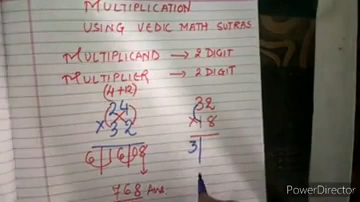 MULTIPLICATION
USING VEDIC MATH SUTRAS
MULTIPLICAND → 2 DIGIT
MULTIPLIER → 2 DIGIT
(4+12)
24 32
×32 ×48
6|16|08 3|
768 Ans.
PowerDirector